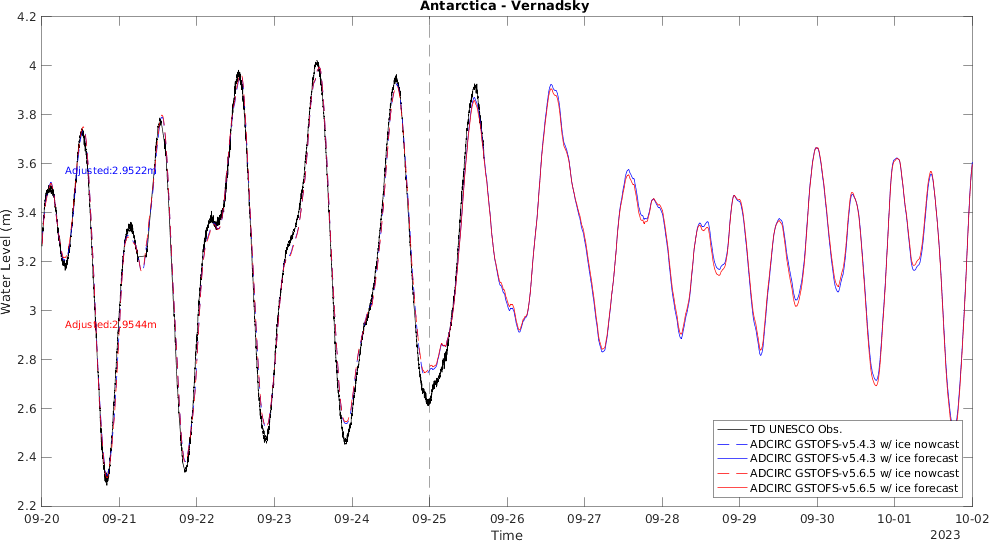 Antarctica - Vernadsky
4.2
4
3.8
3.6
3.4
3.2
3
2.8
2.6
2.4
2.2
Water Level (m)
Adjusted:2.9522m
Adjusted:2.9544m
TD UNESCO Obs.
ADCIRC GSTOFS-v5.4.3 w/ ice nowcast
ADCIRC GSTOFS-v5.4.3 w/ ice forecast
ADCIRC GSTOFS-v5.6.5 w/ ice nowcast
ADCIRC GSTOFS-v5.6.5 w/ ice forecast
09-20 09-21 09-22 09-23 09-24 09-25 09-26 09-27 09-28 09-29 09-30 10-01 10-02
Time
2023